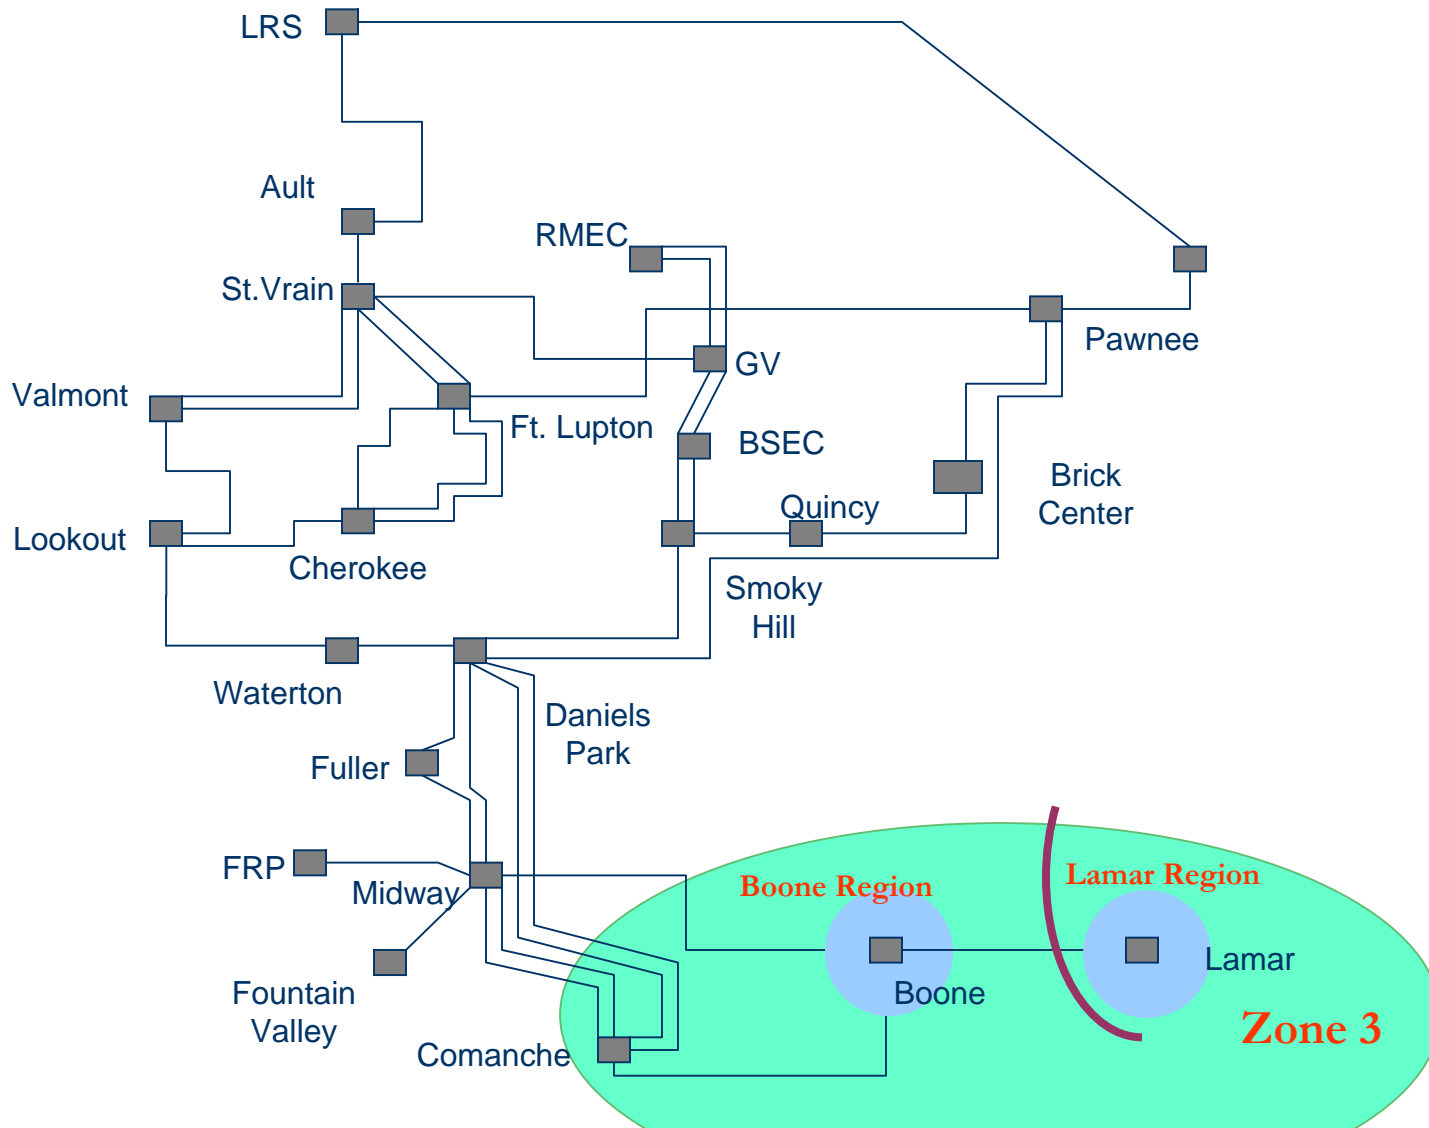 LRS
Ault
RMEC
St.Vrain
Pawnee
GV
Valmont
Ft. Lupton
BSEC
Brick
Center
Quincy
Lookout
Cherokee
Smoky
Hill
Waterton
Daniels
Park
Fuller
FRP
Midway
Boone Region
Lamar Region
Fountain
Valley
Boone
Lamar
Zone 3
Comanche